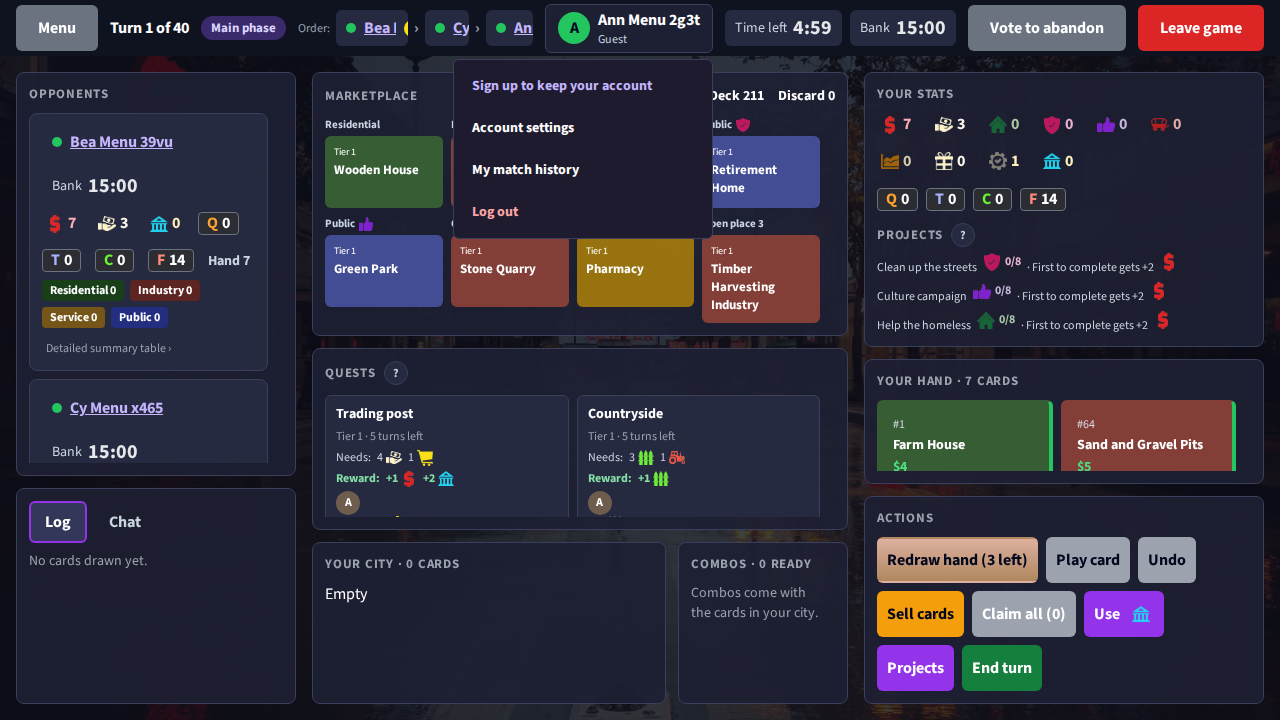 Menu
Turn 1 of 40
Main phase
Order:
Bea
›
Cy
›
An
A
Ann Menu 2g3t
Guest
Time left 4:59
Bank 15:00
Vote to abandon
Leave game
Sign up to keep your account
Account settings
My match history
Log out
OPPONENTS
Bea Menu 39vu
Bank 15:00
7 3 0 Q 0
T 0 C 0 F 14 Hand 7
Residential 0 Industry 0
Service 0 Public 0
Detailed summary table ›
Cy Menu x465
Bank 15:00
Log Chat
No cards drawn yet.
MARKETPLACE
Deck 211 Discard 0
Residential
Tier 1
Wooden House
Tier 1
Retirement
Home
Public
Tier 1
Green Park
Tier 1
Stone Quarry
Tier 1
Pharmacy
Open place 3
Tier 1
Timber
Harvesting
Industry
QUESTS ?
Trading post
Tier 1 · 5 turns left
Needs: 4 1
Reward: +1 +2
A
Countryside
Tier 1 · 5 turns left
Needs: 3 1
Reward: +1
A
YOUR CITY · 0 CARDS
Empty
COMBOS · 0 READY
Combos come with
the cards in your city.
YOUR STATS
7 3 0 0 0 0
0 0 1 0
Q 0 T 0 C 0 F 14
PROJECTS ?
Clean up the streets 0/8 · First to complete gets +2
Culture campaign 0/8 · First to complete gets +2
Help the homeless 0/8 · First to complete gets +2
YOUR HAND · 7 CARDS
#1
Farm House
$4
#64
Sand and Gravel Pits
$5
ACTIONS
Redraw hand (3 left) Play card Undo
Sell cards Claim all (0) Use
Projects End turn